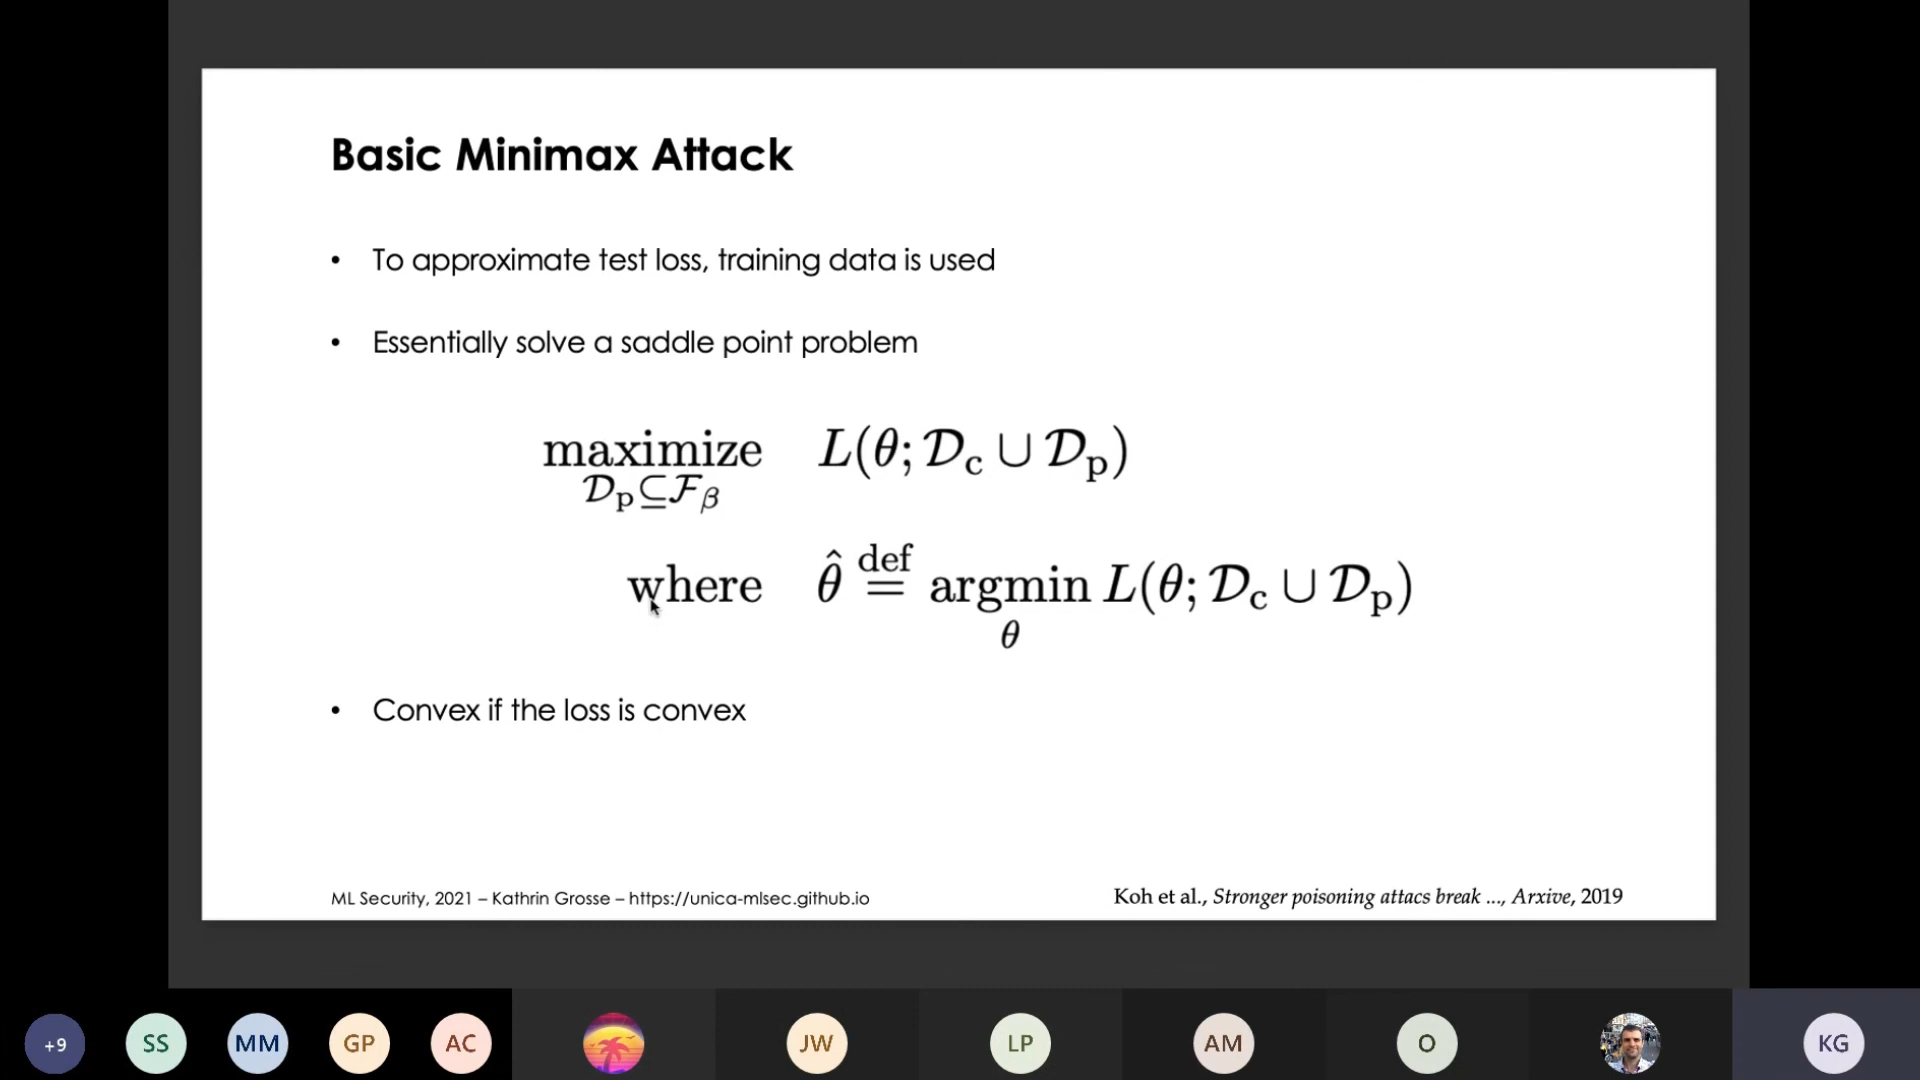 Basic Minimax Attack
• To approximate test loss, training data is used
• Essentially solve a saddle point problem
maximize L(θ; 𝒟c ∪ 𝒟p)
𝒟p⊆ℱβ
where θ̂ def= argmin L(θ; 𝒟c ∪ 𝒟p)
θ
• Convex if the loss is convex
ML Security, 2021 – Kathrin Grosse – https://unica-mlsec.github.io
Koh et al., Stronger poisoning attacs break ..., Arxive, 2019
+9 SS MM GP AC JW LP AM O KG